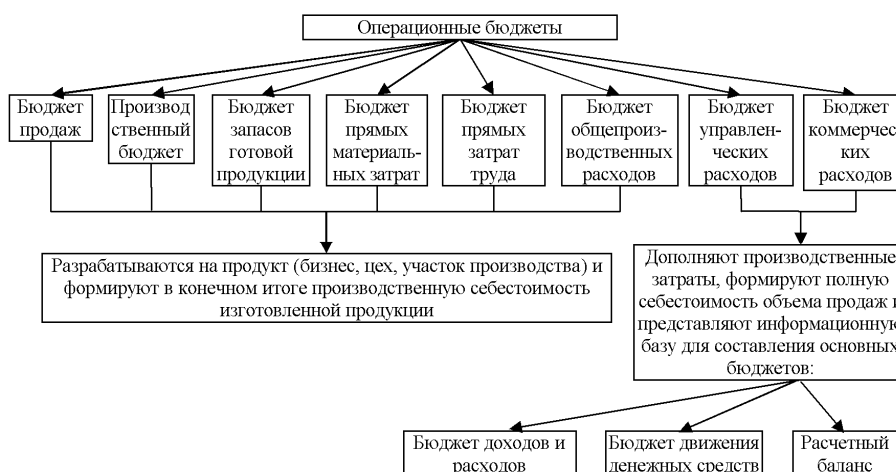 Операционные бюджеты
Бюджет
продаж
Производ
ственный
бюджет
Бюджет
запасов
готовой
продукции
Бюджет
прямых
материаль-
ных затрат
Бюджет
прямых
затрат
труда
Бюджет
общепроиз-
водственных
расходов
Бюджет
управлен-
ческих
расходов
Бюджет
коммерчес
ких
расходов
Разрабатываются на продукт (бизнес, цех, участок производства) и
формируют в конечном итоге производственную себестоимость
изготовленной продукции
Дополняют производственные
затраты, формируют полную
себестоимость объема продаж и
представляют информационную
базу для составления основных
бюджетов:
Бюджет доходов и
расходов
Бюджет движения
денежных средств
Расчетный
баланс